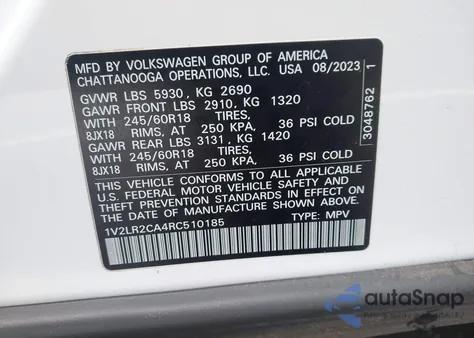 MFD BY VOLKSWAGEN GROUP OF AMERICA
CHATTANOOGA OPERATIONS, LLC. USA 08/2023
GVWR LBS 5930, KG 2690
GAWR FRONT LBS 2910, KG 1320
WITH 245/60R18 TIRES,
8JX18 RIMS, AT 250 KPA, 36 PSI COLD
GAWR REAR LBS 3131, KG 1420
WITH 245/60R18 TIRES,
8JX18 RIMS, AT 250 KPA, 36 PSI COLD
THIS VEHICLE CONFORMS TO ALL APPLICABLE
U.S. FEDERAL MOTOR VEHICLE SAFETY, BUMPER AND
THEFT PREVENTION STANDARDS IN EFFECT ON
THE DATE OF MANUFACTURE SHOWN ABOVE.
1V2LR2CA4RC510185 TYPE: MPV
3048762 1
autoSnap